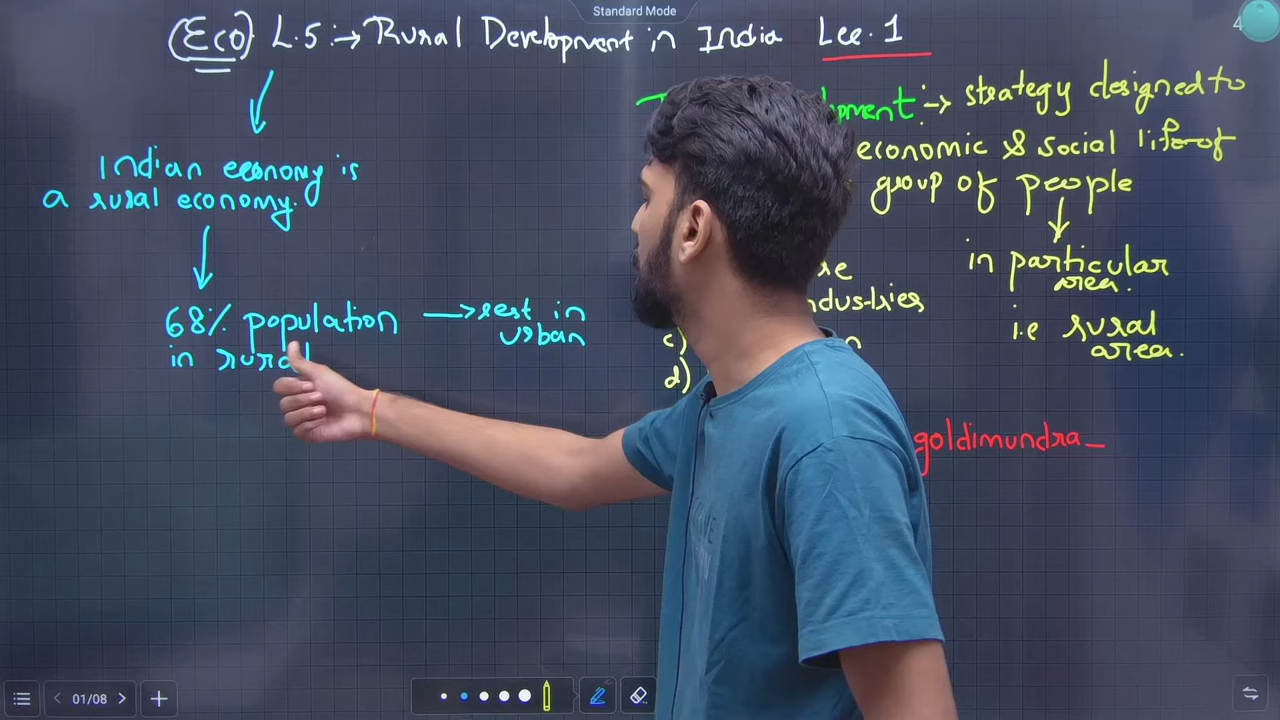 Standard Mode
(Eco) L.5 :→ Rural Development in India Lec. 1
Indian economy is
a rural economy.
68% population → rest in
urban
in rural
opment :→ strategy designed to
economic & social life of
group of people
in particular
area.
i.e rural
area.
ndustries
c)
d)
goldimundra_
01/08